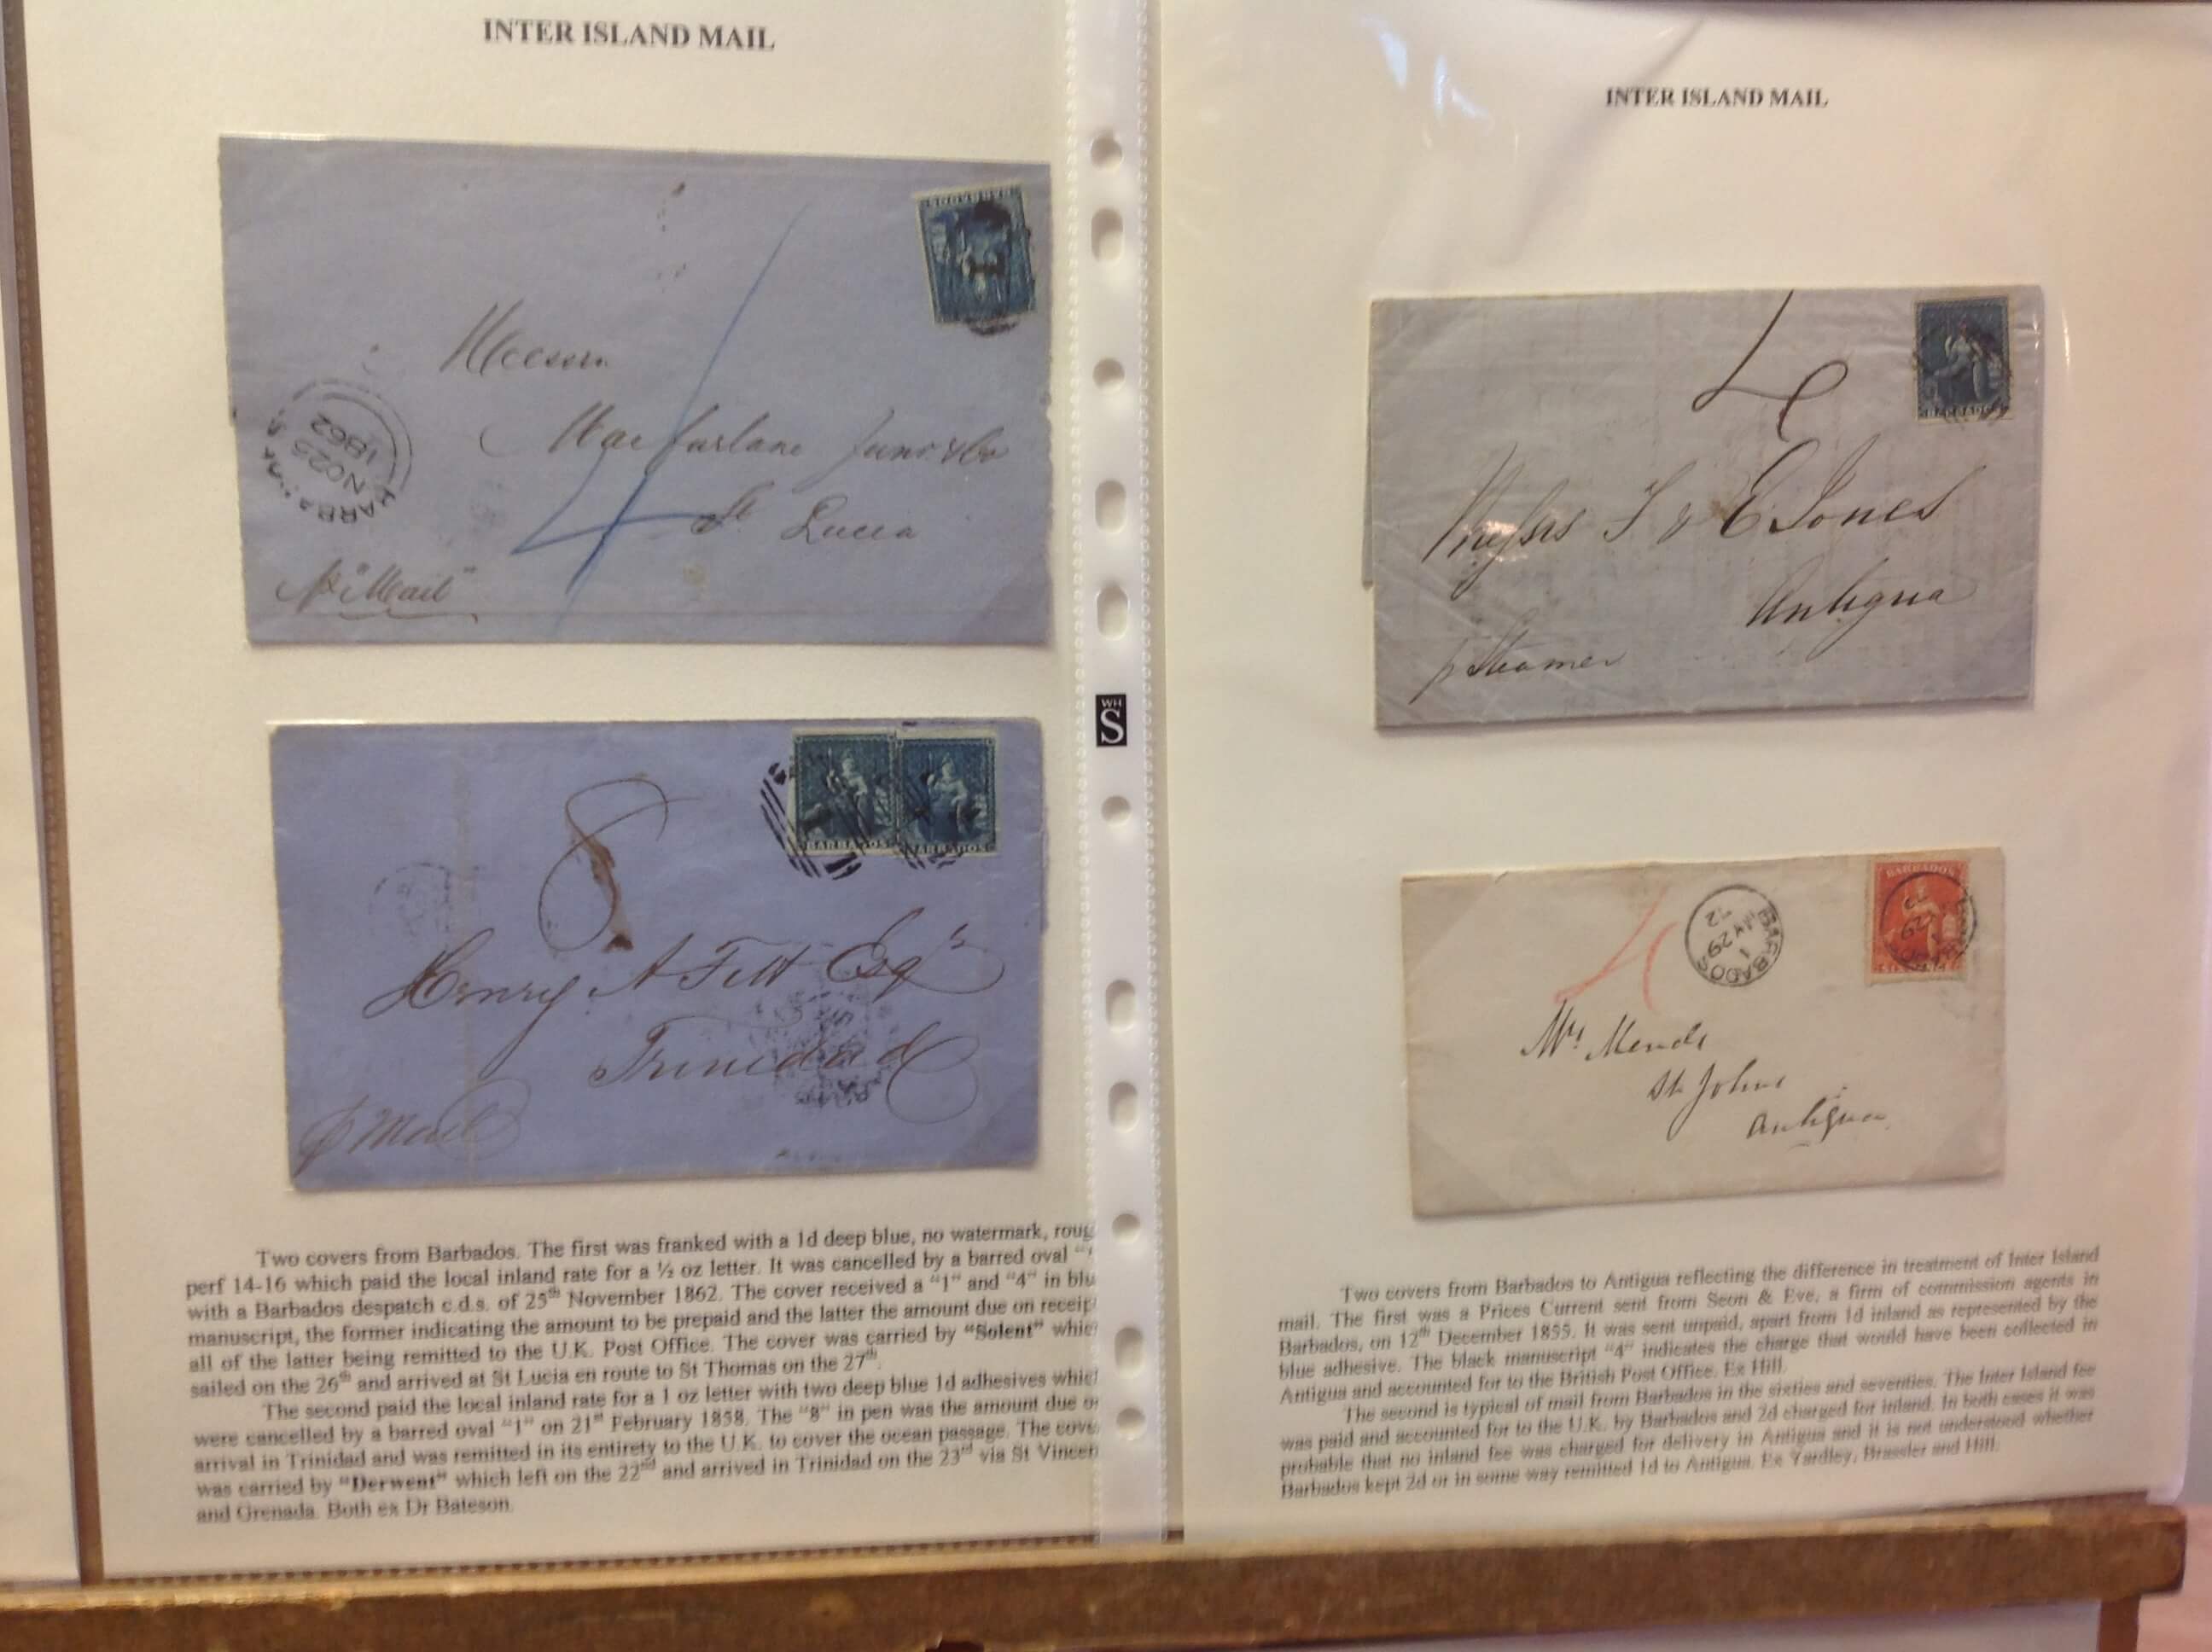 INTER ISLAND MAIL
BARBADOS
NO 25
1862
Messrs
MacFarlane Junr & Co
St Lucia
pr "Mail"
4
8
BARBADOS
BARBADOS
Henry A Fitt Esqr
Trinidad
p Mail
Two covers from Barbados. The first was franked with a 1d deep blue, no watermark, roug
perf 14-16 which paid the local inland rate for a ½ oz letter. It was cancelled by a barred oval "
with a Barbados despatch c.d.s. of 25th November 1862. The cover received a "1" and "4" in blu
manuscript, the former indicating the amount to be prepaid and the latter the amount due on receip
all of the latter being remitted to the U.K. Post Office. The cover was carried by "Solent" whic
sailed on the 26th and arrived at St Lucia en route to St Thomas on the 27th.
The second paid the local inland rate for a 1 oz letter with two deep blue 1d adhesives whic
were cancelled by a barred oval "1" on 21st February 1858. The "8" in pen was the amount due o
arrival in Trinidad and was remitted in its entirety to the U.K. to cover the ocean passage. The cove
was carried by "Derwent" which left on the 22nd and arrived in Trinidad on the 23rd via St Vincen
and Grenada. Both ex Dr Bateson.
WH
S
INTER ISLAND MAIL
4
BARBADOS
Messrs T & E Jones
Antigua
p Steamer
BARBADOS
4
BARBADOS
1
29
72
Mrs
St Johns
Antigua
Two covers from Barbados to Antigua reflecting the difference in treatment of Inter Island
mail. The first was a Prices Current sent from Seon & Eve, a firm of commission agents in
Barbados, on 12th December 1855. It was sent unpaid, apart from 1d inland as represented by the
blue adhesive. The black manuscript "4" indicates the charge that would have been collected in
Antigua and accounted for to the British Post Office. Ex Hill.
The second is typical of mail from Barbados in the sixties and seventies. The Inter Island fee
was paid and accounted for to the U.K. by Barbados and 2d charged for inland. In both cases it was
probable that no inland fee was charged for delivery in Antigua and it is not understood whether
Barbados kept 2d or in some way remitted 1d to Antigua. Ex Yardley, Brassler and Hill.